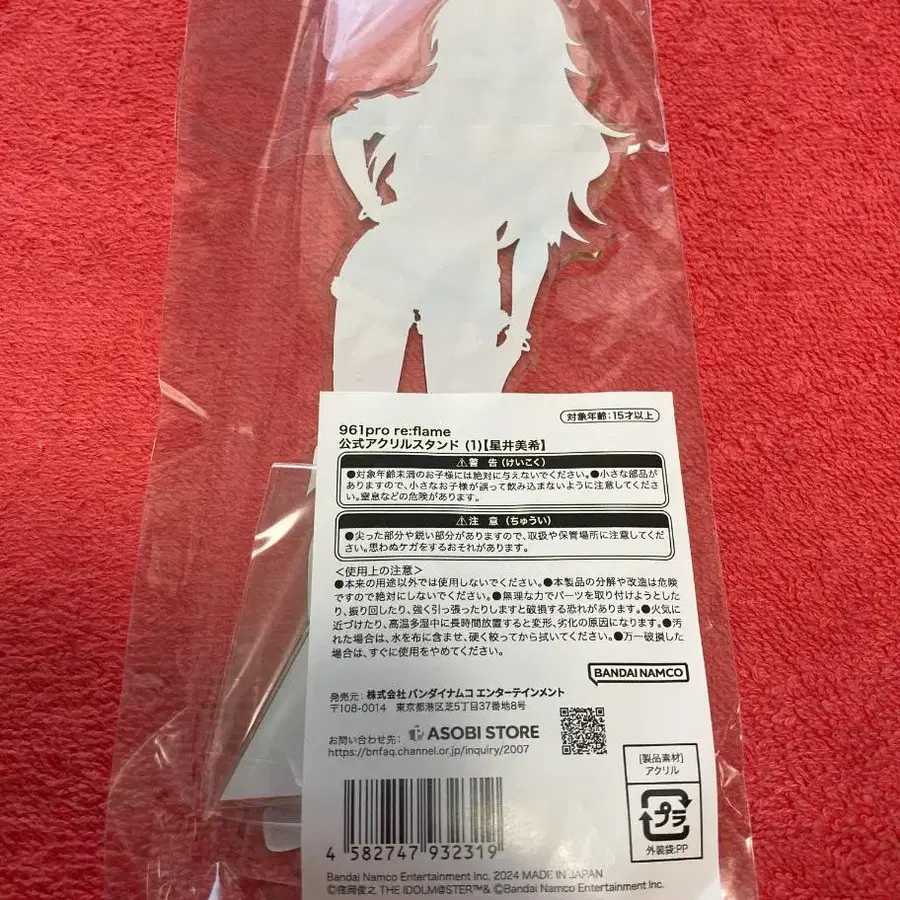 961pro re:flame
対象年齢：15才以上
公式アクリルスタンド (1)【星井美希】
⚠警 告(けいこく)
●対象年齢未満のお子様には絶対に与えないでください。●小さな部品が
ありますので、小さなお子様が誤って飲み込まないように注意してくださ
い。窒息などの危険があります。
⚠注 意(ちゅうい)
●尖った部分や鋭い部分がありますので、取扱や保管場所に注意してくださ
い。思わぬケガをするおそれがあります。
＜使用上の注意＞
●本来の用途以外では使用しないでください。●本製品の分解や改造は危険
ですので絶対にしないでください。●無理な力でパーツを取り付けようとした
り、振り回したり、強く引っ張ったりしますと破損する恐れがあります。●火気に
近づけたり、高温多湿中に長時間放置すると変形、劣化の原因になります。●汚
れた場合は、水を布に含ませ、硬く絞ってから拭いてください。●万一破損した
場合は、すぐに使用をやめてください。
BANDAI NAMCO
発売元：株式会社 バンダイナムコ エンターテインメント
〒108-0014 東京都港区芝5丁目37番地8号
お問い合わせ先： ASOBI STORE
https://bnfaq.channel.or.jp/inquiry/2007
[製品素材]
アクリル
プラ
外装袋:PP
4 582747 932319
Bandai Namco Entertainment Inc. 2024 MADE IN JAPAN
©窪岡俊之 THE IDOLM@STER™& ©Bandai Namco Entertainment Inc.